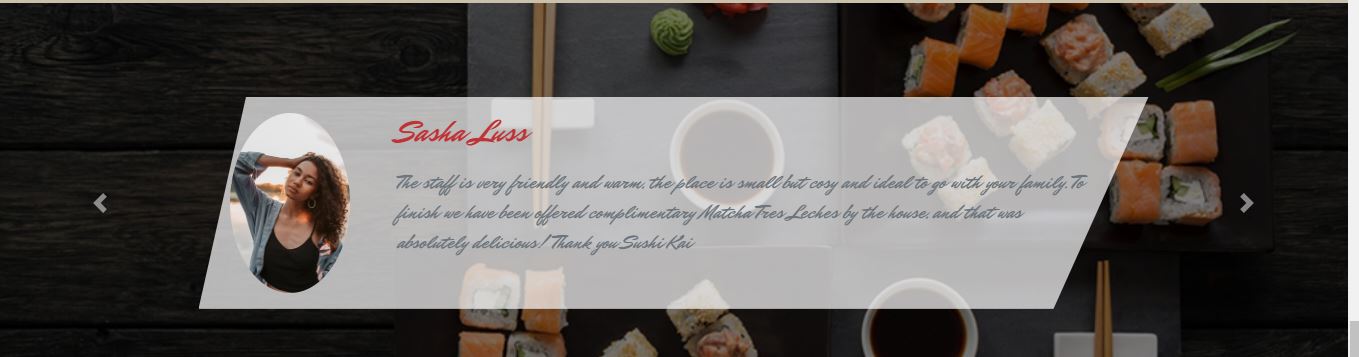 Sasha Luss
The staff is very friendly and warm, the place is small but cosy and ideal to go with your family. To
finish we have been offered complimentary Matcha Tres Leches by the house, and that was
absolutely delicious! Thank you Sushi Kai